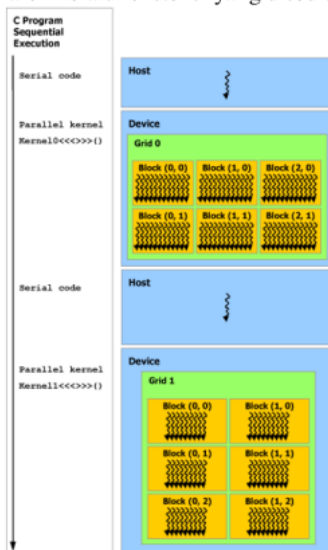 C Program
Sequential
Execution
Serial code
Host
Parallel kernel
Kernel0<<<>>>()
Device
Grid 0
Block (0, 0) Block (1, 0) Block (2, 0)
Block (0, 1) Block (1, 1) Block (2, 1)
Serial code
Host
Parallel kernel
Kernel1<<<>>>()
Device
Grid 1
Block (0, 0) Block (1, 0)
Block (0, 1) Block (1, 1)
Block (0, 2) Block (1, 2)